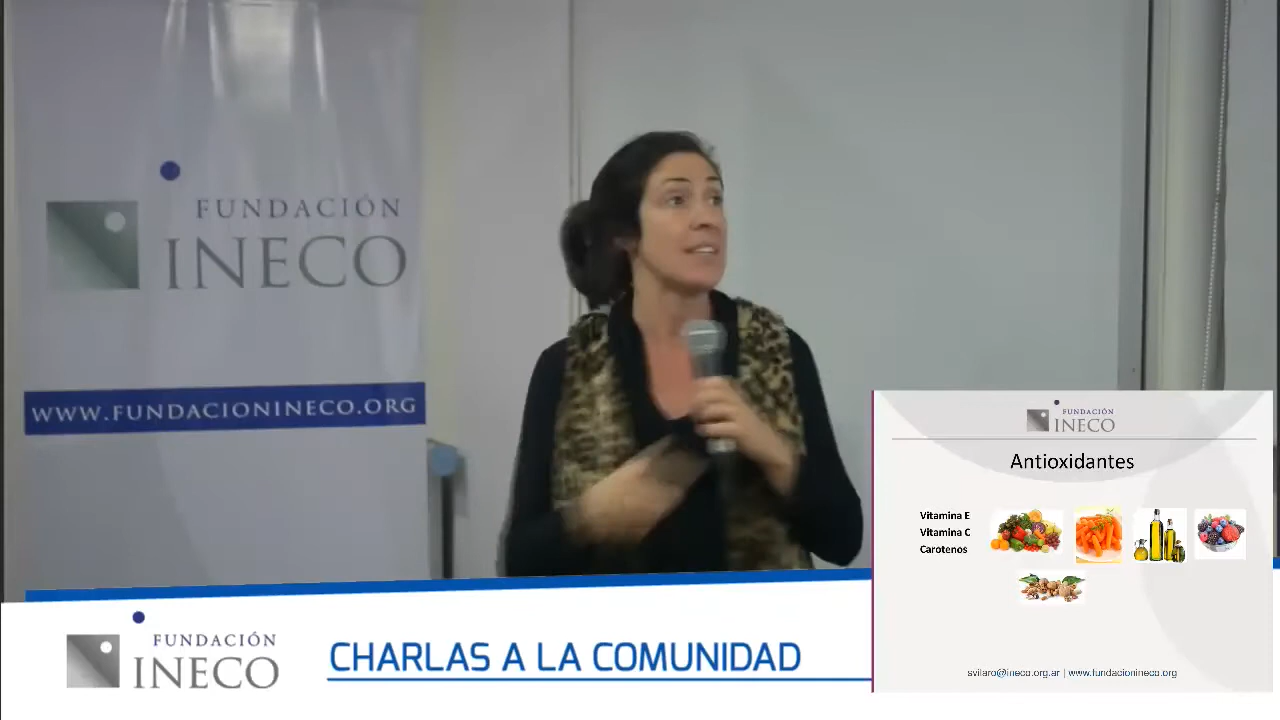 FUNDACIÓN
INECO
WWW.FUNDACIONINECO.ORG
FUNDACIÓN
INECO
Antioxidantes
Vitamina E
Vitamina C
Carotenos
svilaro@ineco.org.ar | www.fundacionineco.org
FUNDACIÓN
INECO
CHARLAS A LA COMUNIDAD